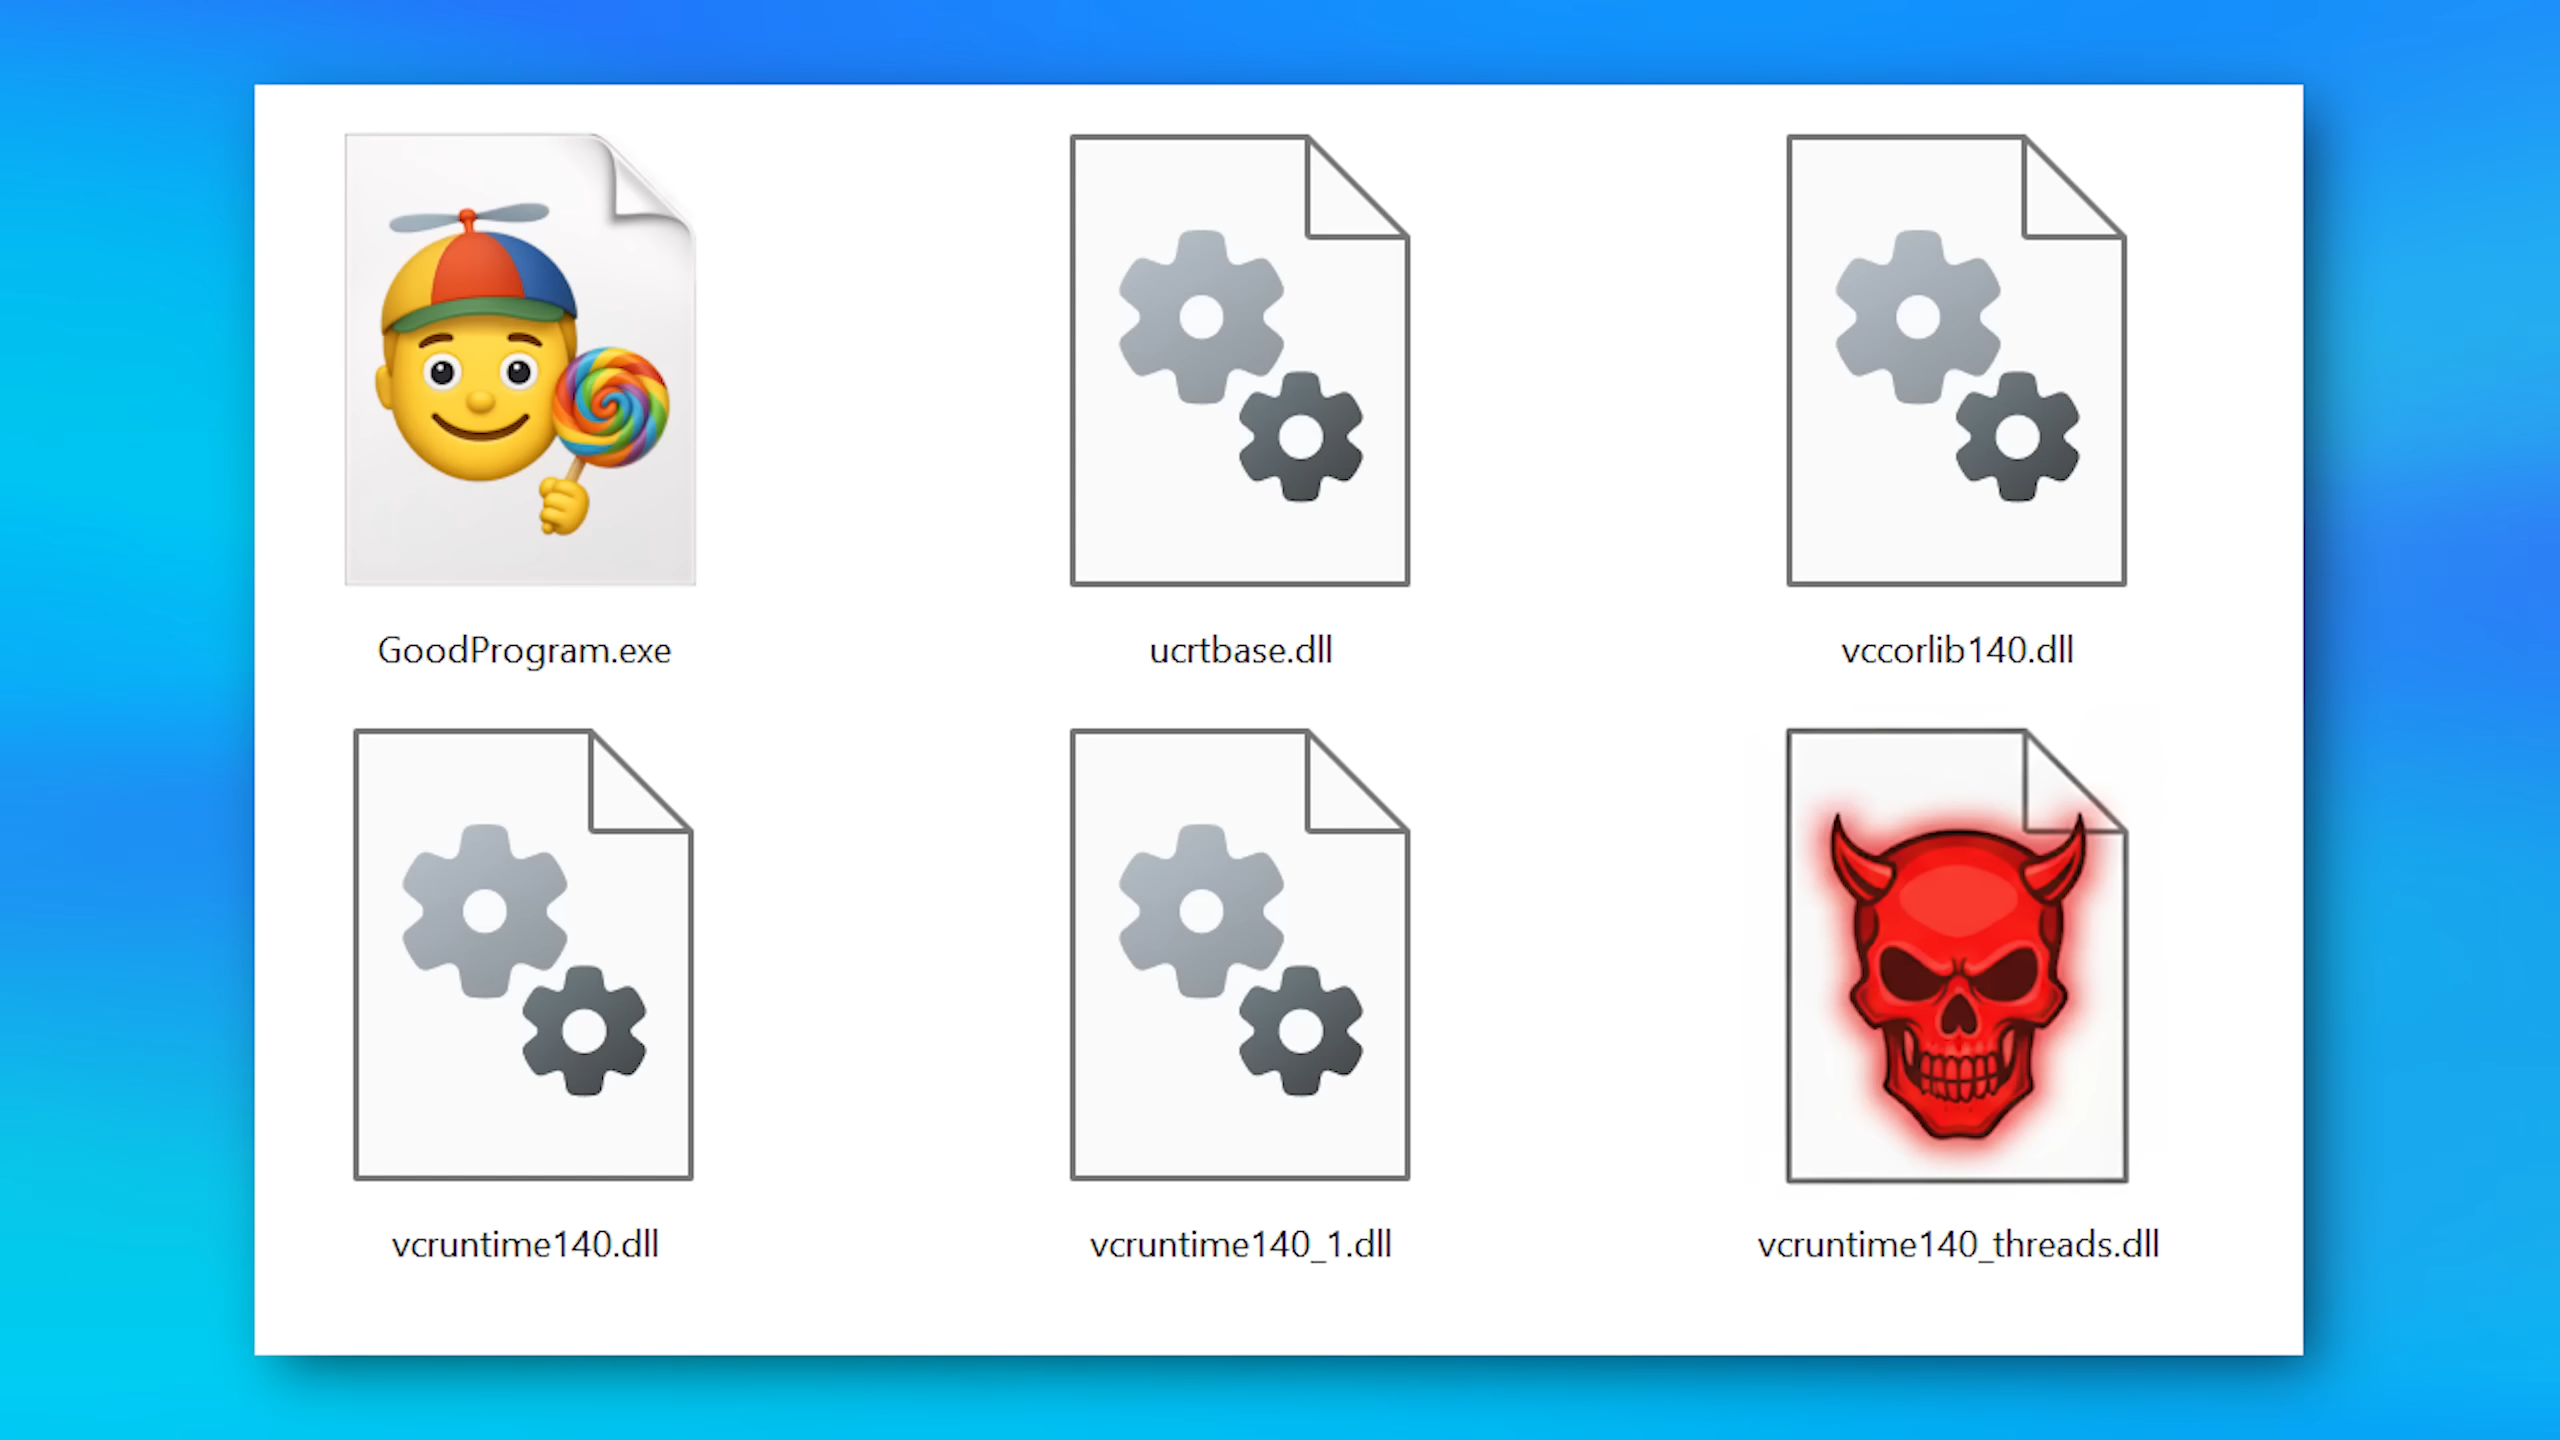 GoodProgram.exe
ucrtbase.dll
vccorlib140.dll
vcruntime140.dll
vcruntime140_1.dll
vcruntime140_threads.dll